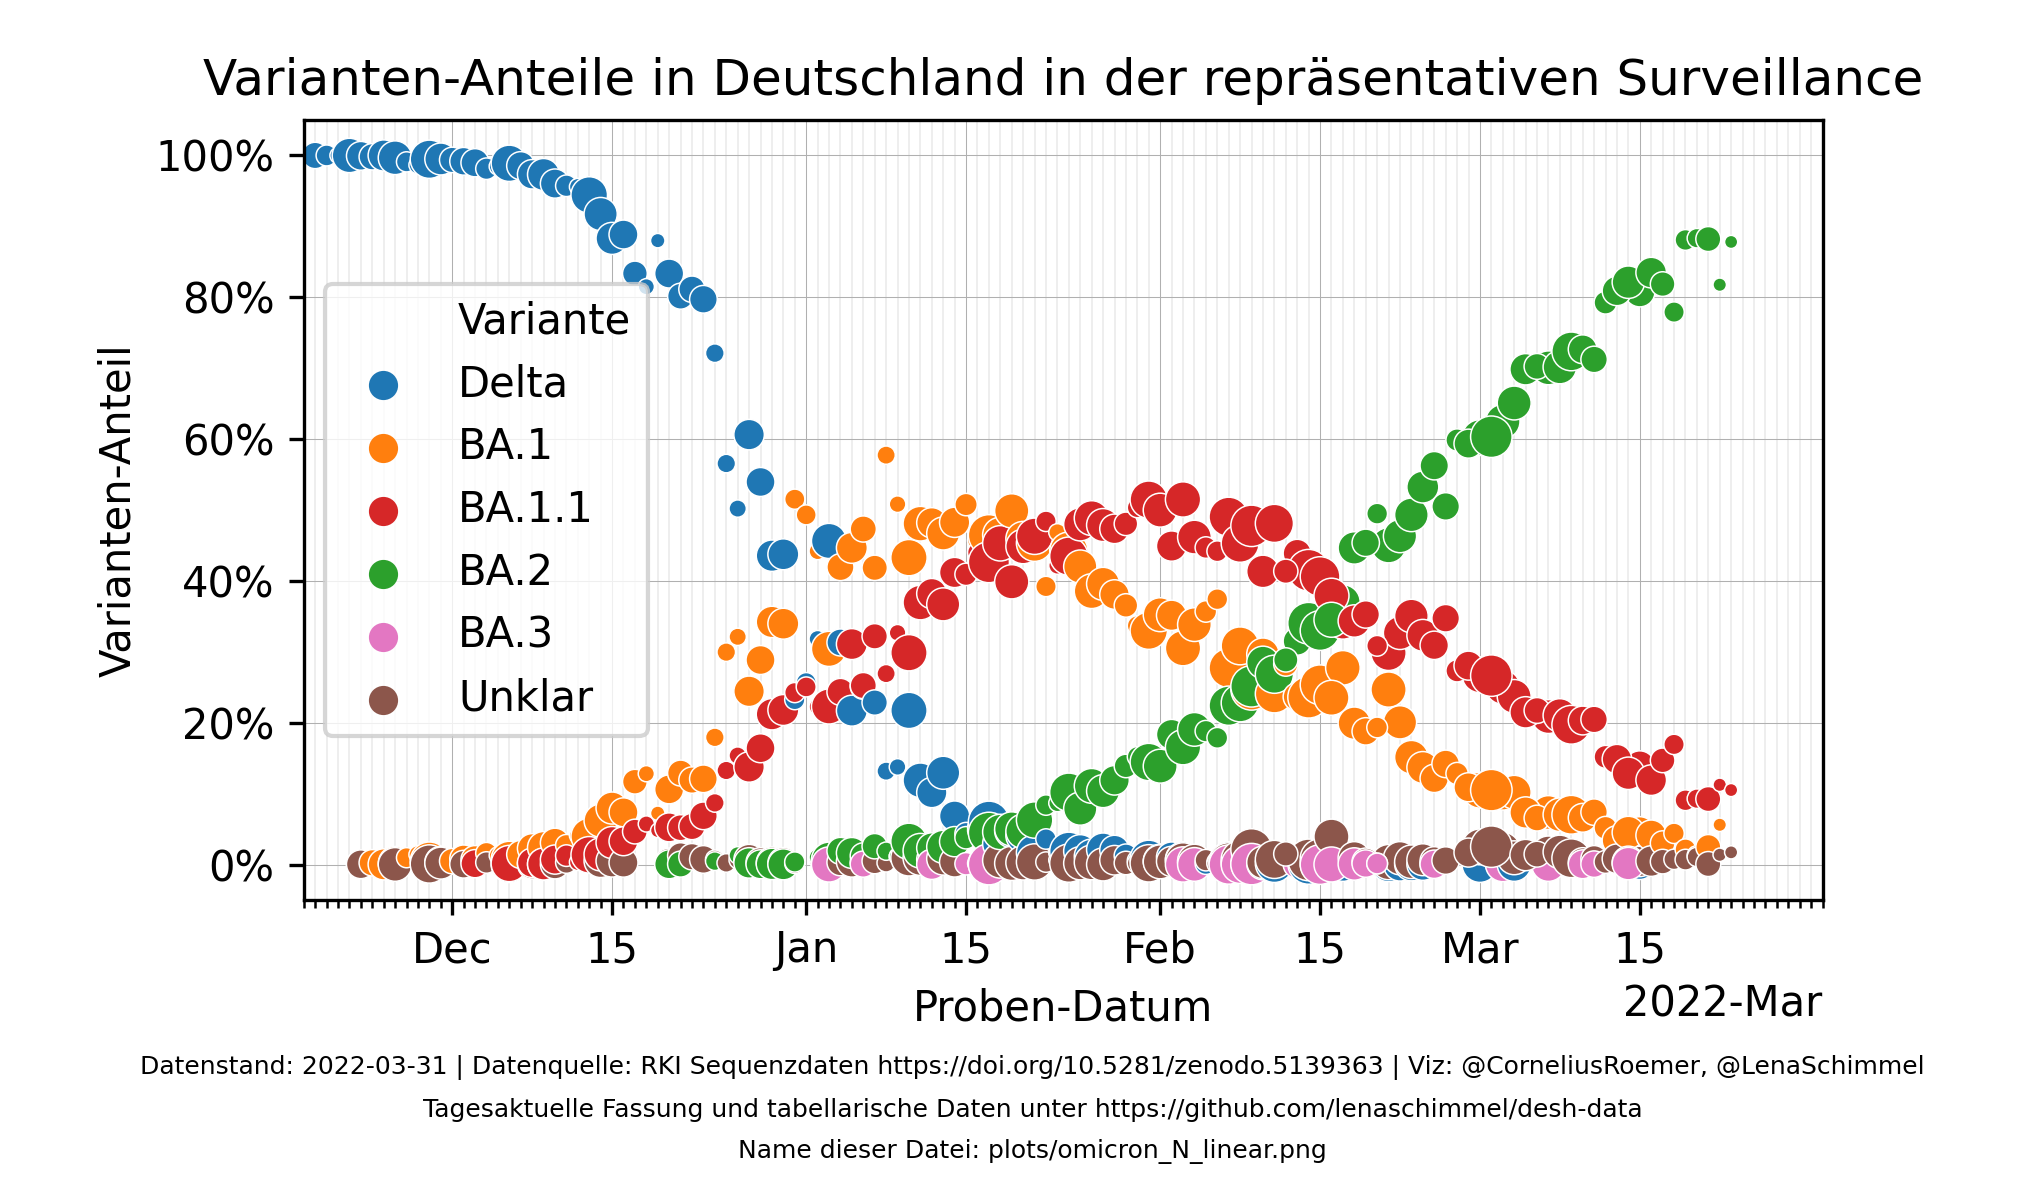 Varianten-Anteile in Deutschland in der repräsentativen Surveillance
Varianten-Anteil
100%
80%
60%
40%
20%
0%
Variante
Delta
BA.1
BA.1.1
BA.2
BA.3
Unklar
Dec 15 Jan 15 Feb 15 Mar 15
2022-Mar
Proben-Datum
Datenstand: 2022-03-31 | Datenquelle: RKI Sequenzdaten https://doi.org/10.5281/zenodo.5139363 | Viz: @CorneliusRoemer, @LenaSchimmel
Tagesaktuelle Fassung und tabellarische Daten unter https://github.com/lenaschimmel/desh-data
Name dieser Datei: plots/omicron_N_linear.png